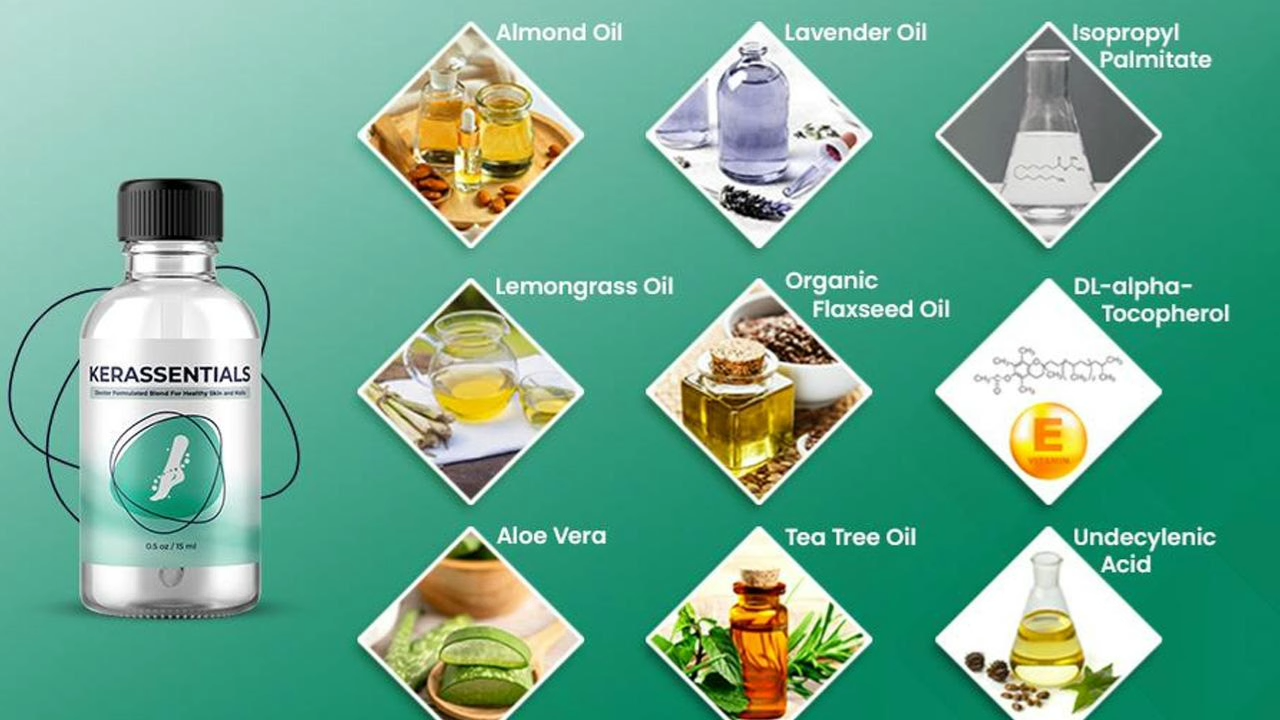 KERASSENTIALS
Doctor Formulated Blend For Healthy Skin and Nails
0.5 oz / 15 ml
Almond Oil
Lavender Oil
Isopropyl
Palmitate
Lemongrass Oil
Organic
Flaxseed Oil
DL-alpha-
Tocopherol
E
VITAMIN
Aloe Vera
Tea Tree Oil
Undecylenic
Acid